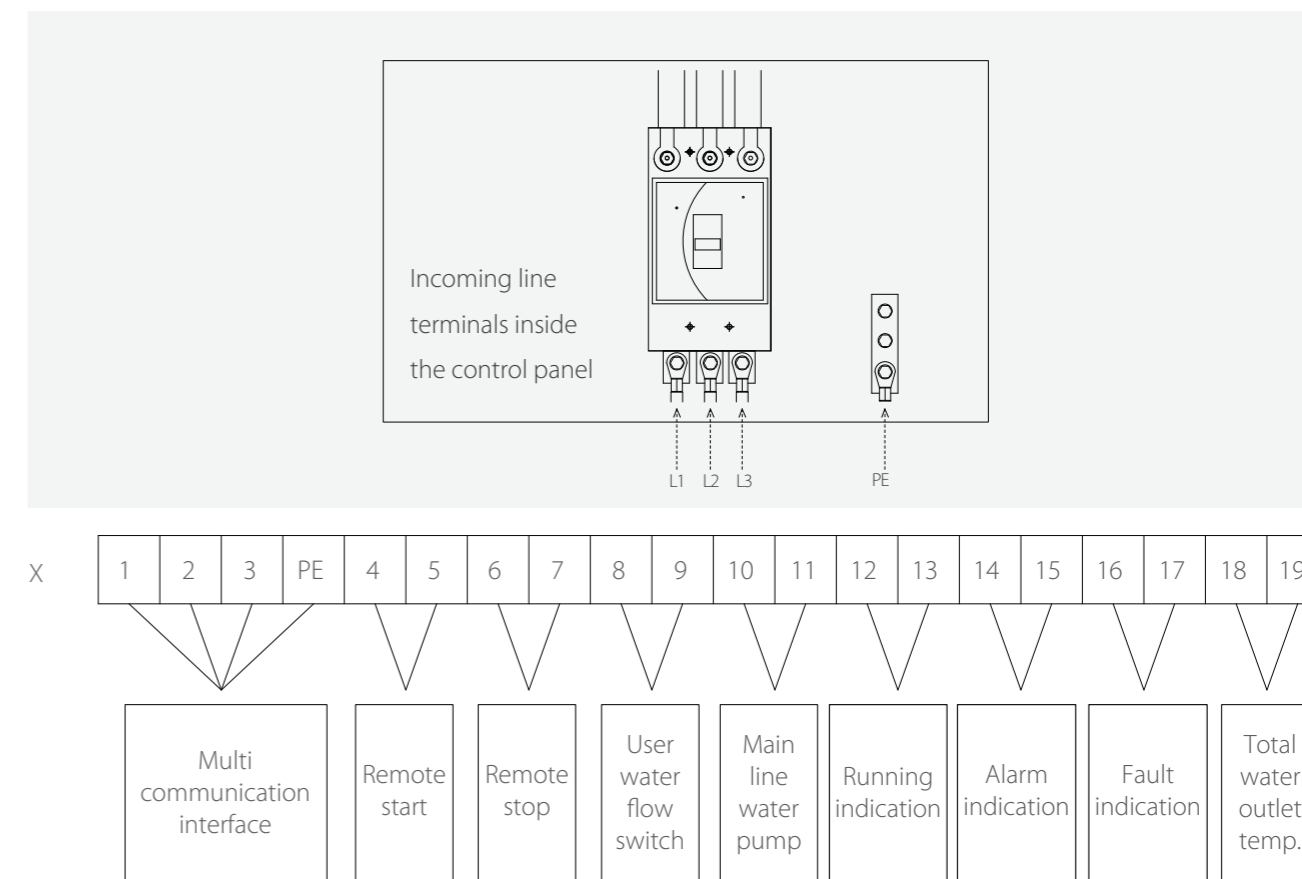 Incoming line
terminals inside
the control panel
L1 L2 L3 PE
X 1 2 3 PE 4 5 6 7 8 9 10 11 12 13 14 15 16 17 18 19
Multi
communication
interface
Remote
start
Remote
stop
User
water
flow
switch
Main
line
water
pump
Running
indication
Alarm
indication
Fault
indication
Total
water
outlet
temp.